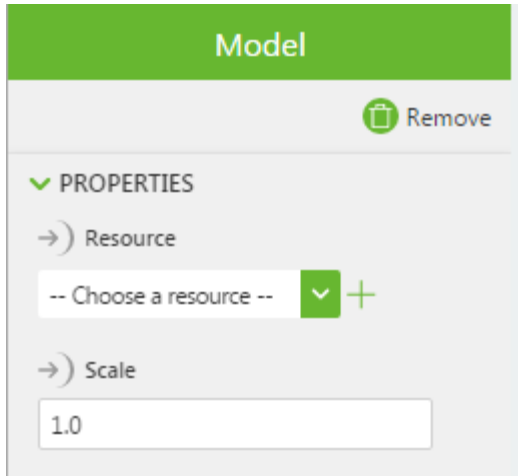 Model
Remove
PROPERTIES
Resource
-- Choose a resource --
Scale
1.0